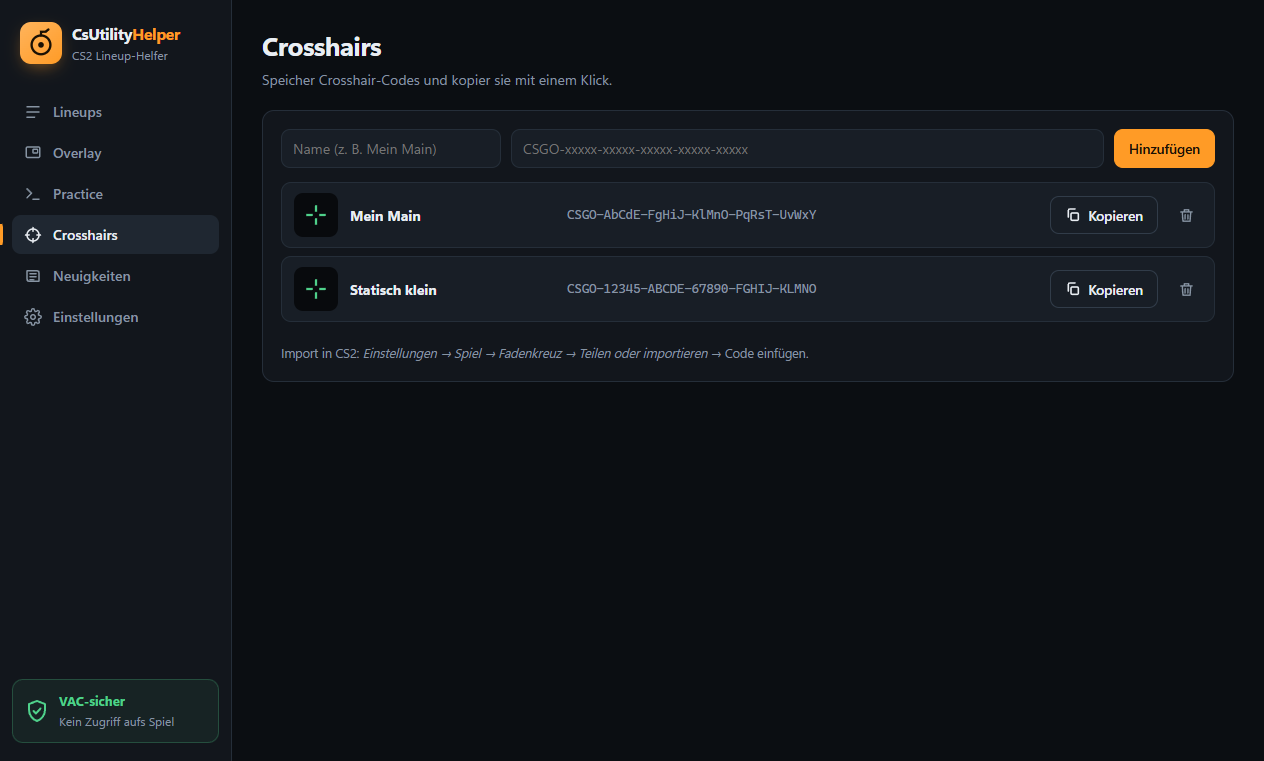 CsUtilityHelper
CS2 Lineup-Helfer
Lineups
Overlay
Practice
Crosshairs
Neuigkeiten
Einstellungen
VAC-sicher
Kein Zugriff aufs Spiel
Crosshairs
Speicher Crosshair-Codes und kopier sie mit einem Klick.
Name (z. B. Mein Main)
CSGO-xxxxx-xxxxx-xxxxx-xxxxx-xxxxx
Hinzufügen
Mein Main
CSGO-AbCdE-FgHiJ-KlMnO-PqRsT-UvWxY
Kopieren
Statisch klein
CSGO-12345-ABCDE-67890-FGHIJ-KLMNO
Kopieren
Import in CS2: Einstellungen → Spiel → Fadenkreuz → Teilen oder importieren → Code einfügen.